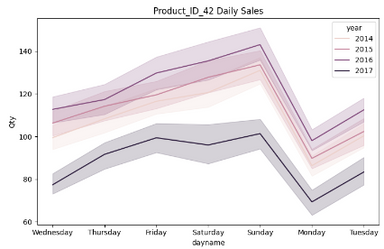 Product_ID_42 Daily Sales
year
2014
2015
2016
2017
140
120
100
80
60
Qty
Wednesday Thursday Friday Saturday Sunday Monday Tuesday
dayname